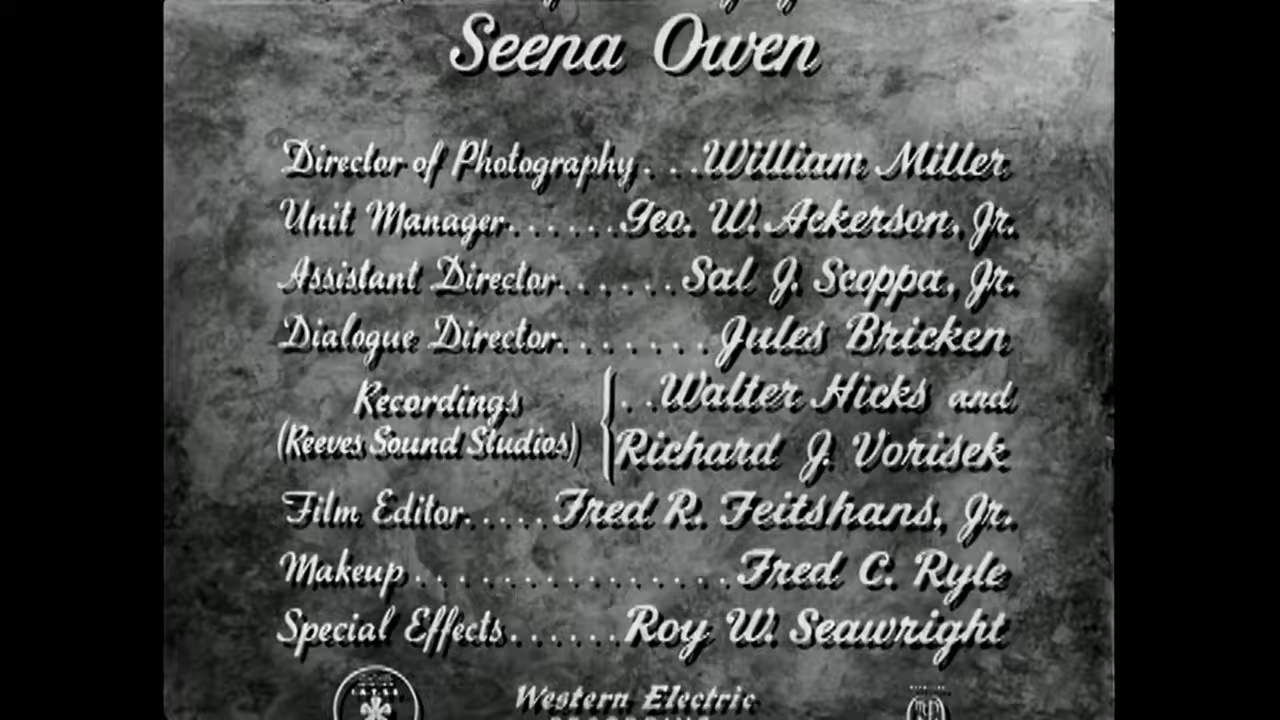 Seena Owen
Director of Photography . . . William Miller
Unit Manager. . . . . . Geo. W. Ackerson, Jr.
Assistant Director. . . . . . Sal J. Scoppa, Jr.
Dialogue Director. . . . . . . Jules Bricken
Recordings { . . Walter Hicks and
(Reeves Sound Studios) Richard J. Vorisek
Film Editor. . . . . Fred R. Feitshans, Jr.
Makeup . . . . . . . . . . . . . . . Fred C. Ryle
Special Effects. . . . . . Roy W. Seawright
I.A.T.S.E
Western Electric